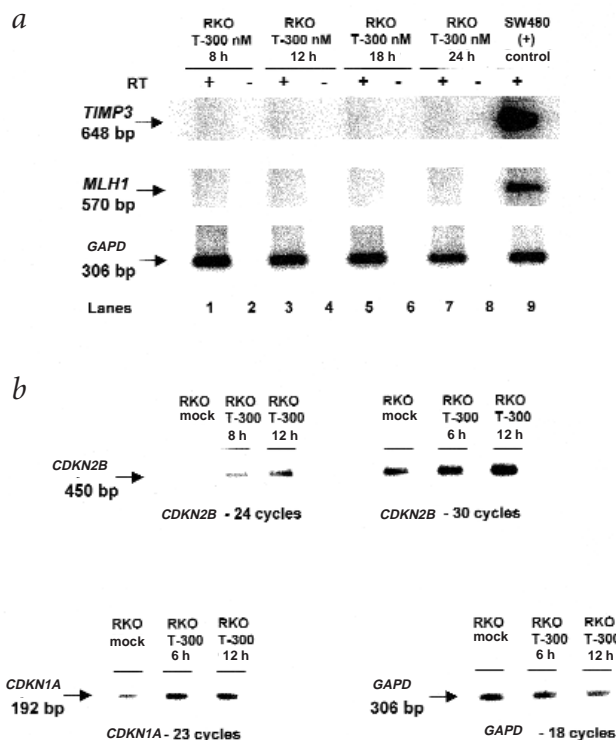 a
RKO RKO RKO RKO SW480
T-300 nM T-300 nM T-300 nM T-300 nM (+)
8 h 12 h 18 h 24 h control
RT + - + - + - + - +
TIMP3
648 bp
MLH1
570 bp
GAPD
306 bp
Lanes 1 2 3 4 5 6 7 8 9
b
RKO RKO RKO RKO RKO RKO
mock T-300 T-300 mock T-300 T-300
8 h 12 h 6 h 12 h
CDKN2B
450 bp
CDKN2B - 24 cycles CDKN2B - 30 cycles
RKO RKO RKO RKO RKO RKO
mock T-300 T-300 mock T-300 T-300
6 h 12 h 6 h 12 h
CDKN1A GAPD
192 bp 306 bp
CDKN1A - 23 cycles GAPD - 18 cycles